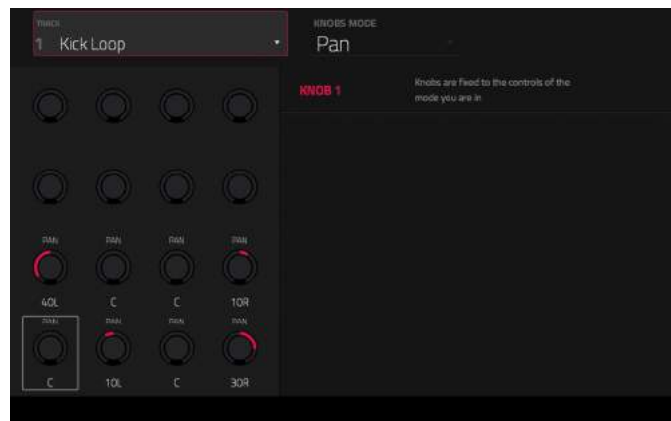 TRACK
KNOBS MODE
1 Kick Loop
Pan
KNOB 1
Knobs are fixed to the controls of the
mode you are in
PAN PAN PAN PAN
40L C C 10R
PAN PAN PAN PAN
C 10L C 30R